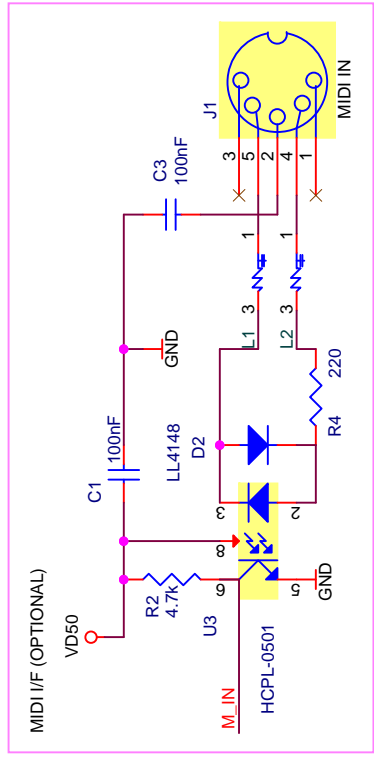 MIDI I/F (OPTIONAL)
VD50
C1
100nF
C3
100nF
GND
J1
MIDI IN
3
5
2
4
1
1
3
L1
1
3
L2
R2
4.7k
LL4148
D2
220
R4
8
3
2
6
5
U3
GND
M_IN
HCPL-0501